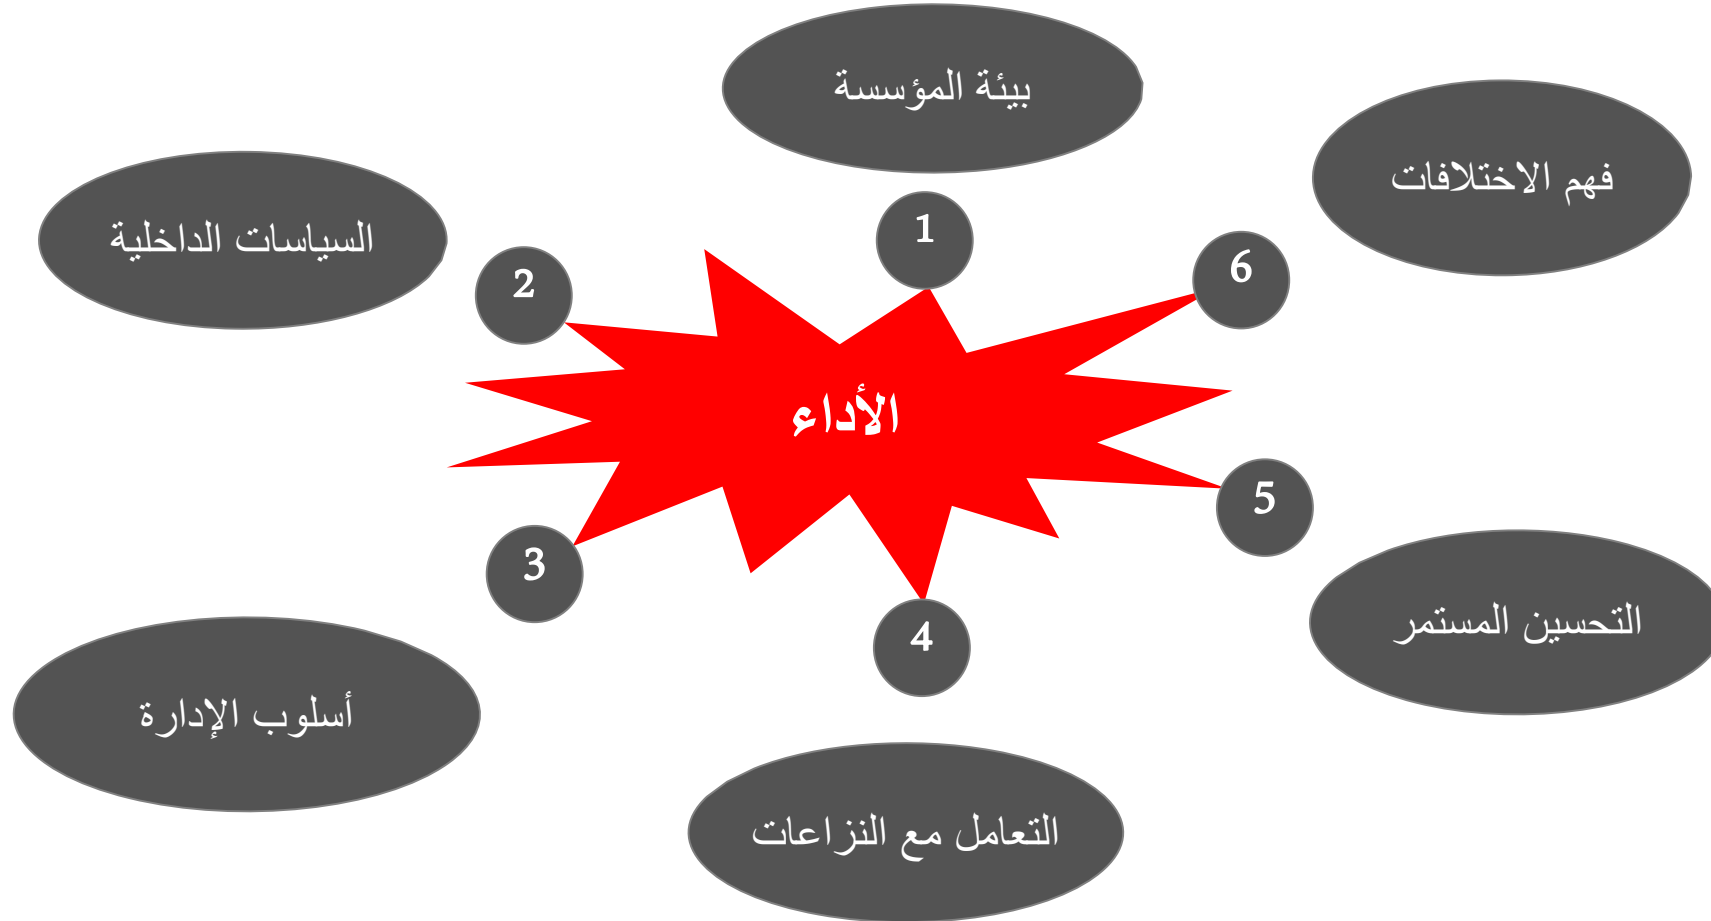 بيئة المؤسسة
1
السياسات الداخلية
2
أسلوب الإدارة
3
التعامل مع النزاعات
4
التحسين المستمر
5
فهم الاختلافات
6
الأداء